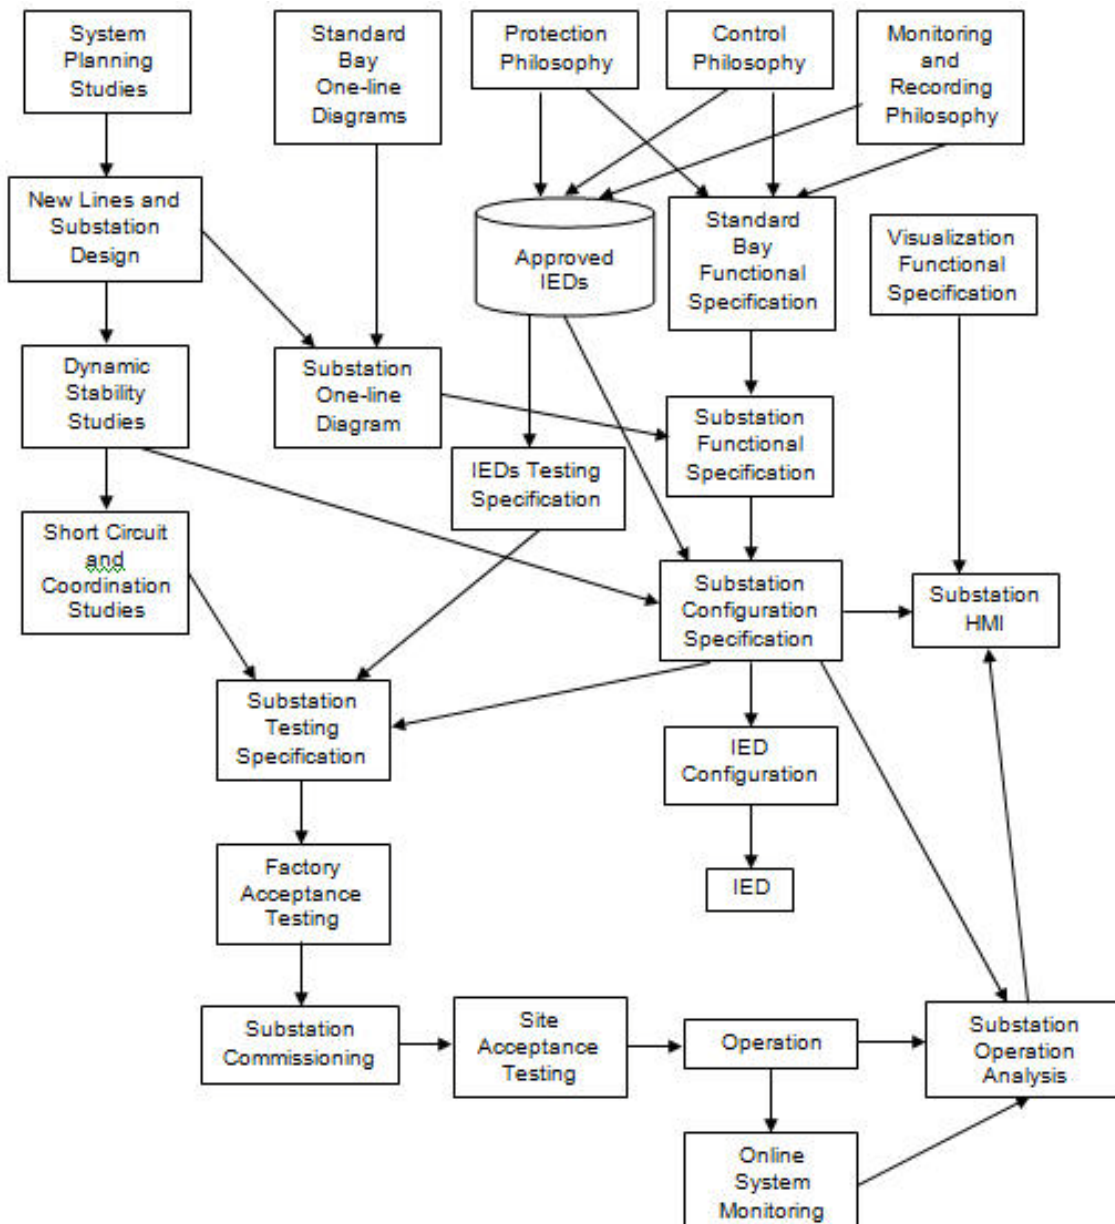 System
Planning
Studies
Standard
Bay
One-line
Diagrams
Protection
Philosophy
Control
Philosophy
Monitoring
and
Recording
Philosophy
New Lines and
Substation
Design
Approved
IEDs
Standard
Bay
Functional
Specification
Visualization
Functional
Specification
Dynamic
Stability
Studies
Substation
One-line
Diagram
Substation
Functional
Specification
IEDs Testing
Specification
Short Circuit
and
Coordination
Studies
Substation
Configuration
Specification
Substation
HMI
Substation
Testing
Specification
IED
Configuration
Factory
Acceptance
Testing
IED
Substation
Commissioning
Site
Acceptance
Testing
Operation
Substation
Operation
Analysis
Online
System
Monitoring